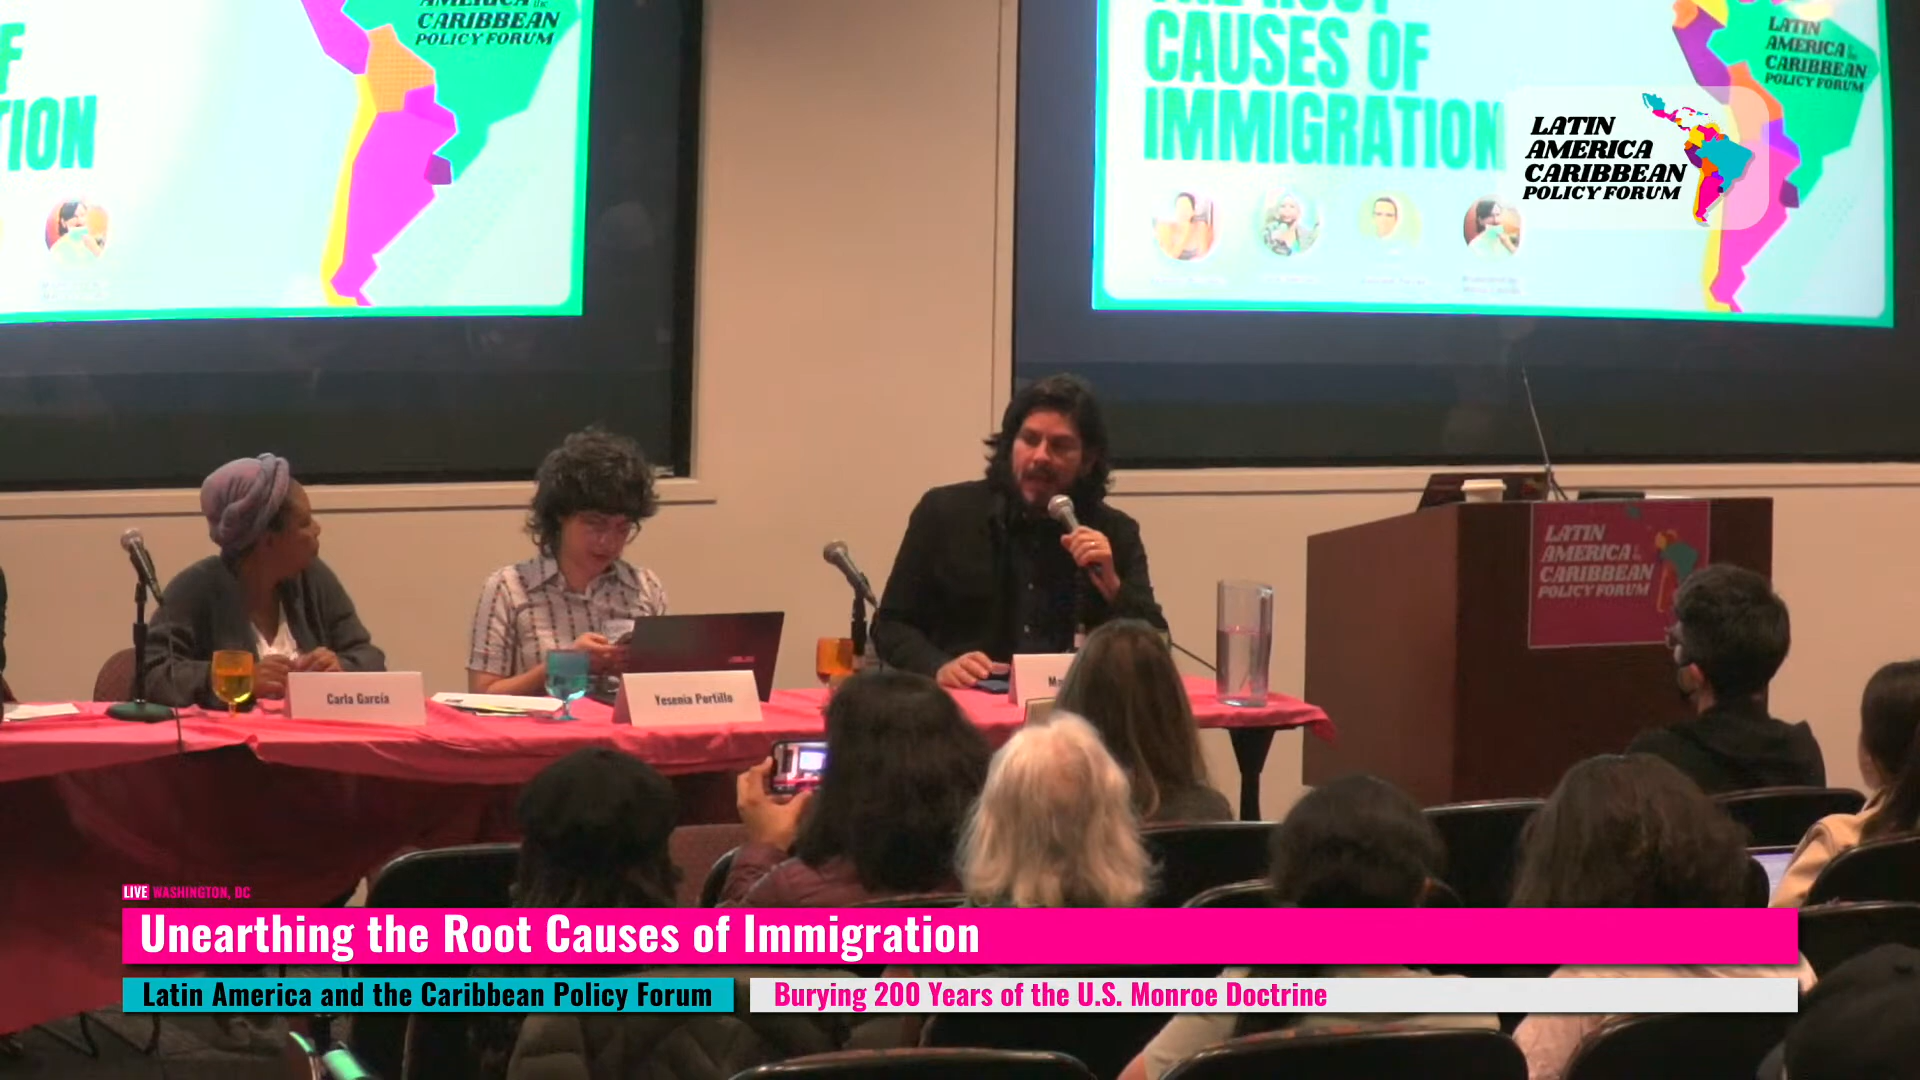 CARIBBEAN
POLICY FORUM
CAUSES OF
IMMIGRATION
LATIN
AMERICA &
CARIBBEAN
POLICY FORUM
LATIN
AMERICA
CARIBBEAN
POLICY FORUM
LATIN
AMERICA &
CARIBBEAN
POLICY FORUM
Carla García
Yesenia Portillo
LIVE WASHINGTON, DC
Unearthing the Root Causes of Immigration
Latin America and the Caribbean Policy Forum
Burying 200 Years of the U.S. Monroe Doctrine